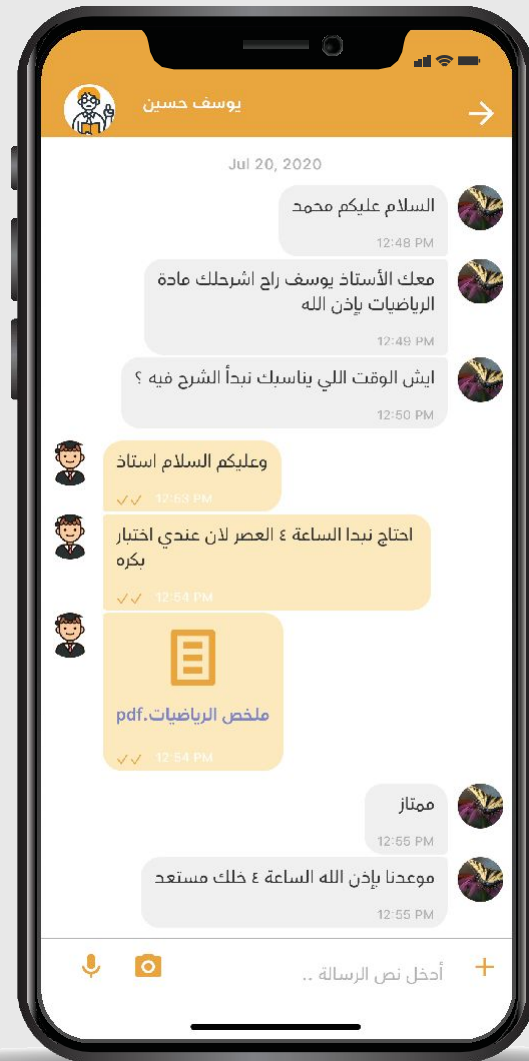 يوسف حسين
Jul 20, 2020
السلام عليكم محمد
12:48 PM
معك الأستاذ يوسف راح اشرحلك مادة
الرياضيات بإذن الله
12:49 PM
ايش الوقت اللي يناسبك نبدأ الشرح فيه ؟
12:50 PM
وعليكم السلام استاذ
12:53 PM
احتاج نبدا الساعة ٤ العصر لان عندي اختبار
بكره
12:54 PM
ملخص الرياضيات.pdf
12:54 PM
ممتاز
12:55 PM
موعدنا بإذن الله الساعة ٤ خلك مستعد
12:55 PM
أدخل نص الرسالة ..